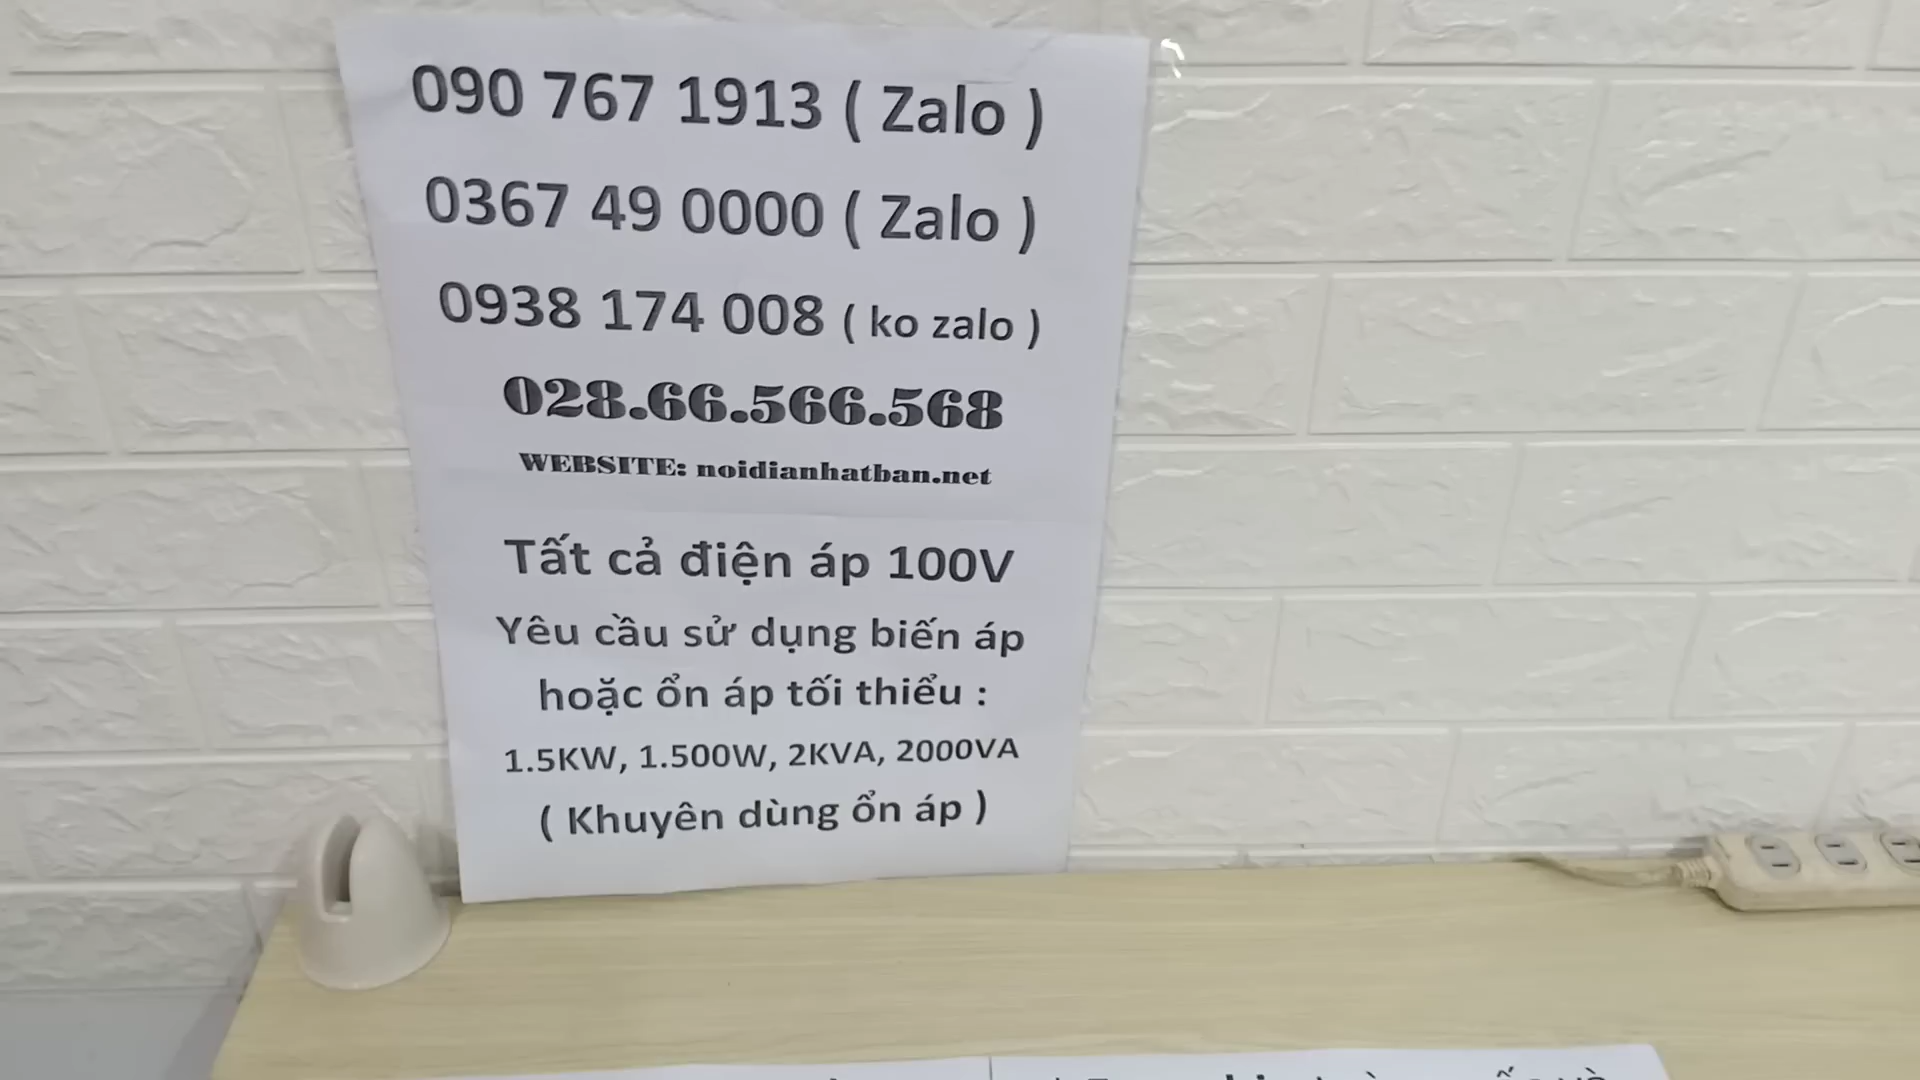 090 767 1913 ( Zalo )
0367 49 0000 ( Zalo )
0938 174 008 ( ko zalo )
028.66.566.568
WEBSITE: noidianhatban.net
Tất cả điện áp 100V
Yêu cầu sử dụng biến áp
hoặc ổn áp tối thiểu :
1.5KW, 1.500W, 2KVA, 2000VA
( Khuyên dùng ổn áp )